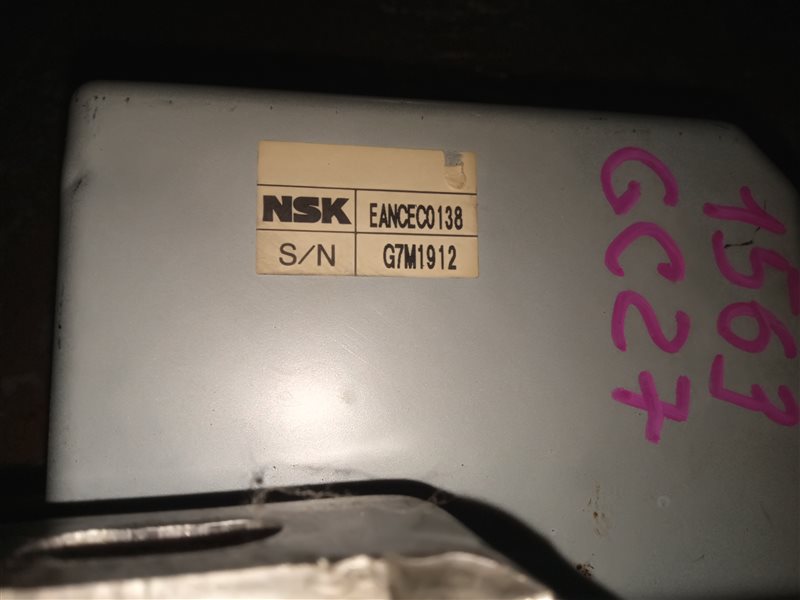 NSK EANCEC0138
S/N G7M1912
1563
GC27